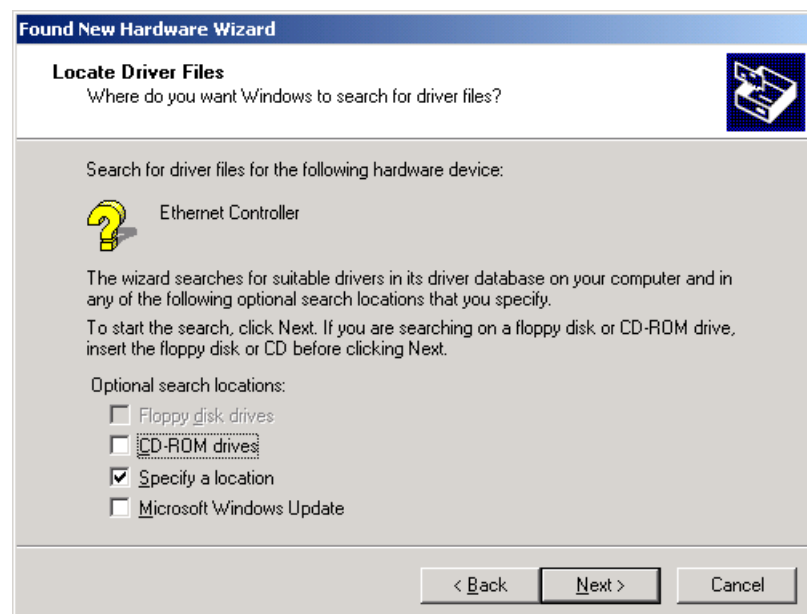 Found New Hardware Wizard
Locate Driver Files
Where do you want Windows to search for driver files?
Search for driver files for the following hardware device:
Ethernet Controller
The wizard searches for suitable drivers in its driver database on your computer and in
any of the following optional search locations that you specify.
To start the search, click Next. If you are searching on a floppy disk or CD-ROM drive,
insert the floppy disk or CD before clicking Next.
Optional search locations:
Floppy disk drives
CD-ROM drives
Specify a location
Microsoft Windows Update
< Back Next > Cancel